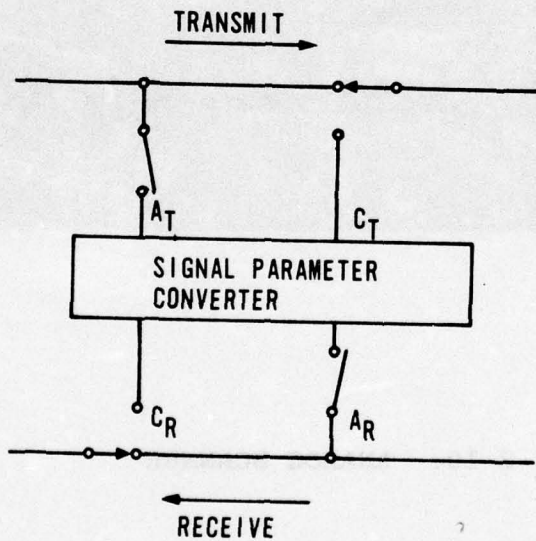 TRANSMIT
A_T
C_T
SIGNAL PARAMETER
CONVERTER
C_R
A_R
RECEIVE